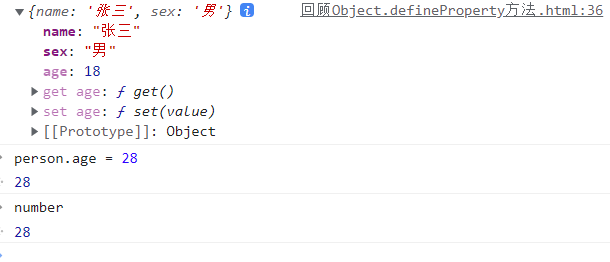 ▼{name: '张三', sex: '男'} i 回顾Object.defineProperty方法.html:36
name: "张三"
sex: "男"
age: 18
▶ get age: ƒ get()
▶ set age: ƒ set(value)
▶ [[Prototype]]: Object
person.age = 28
28
number
28